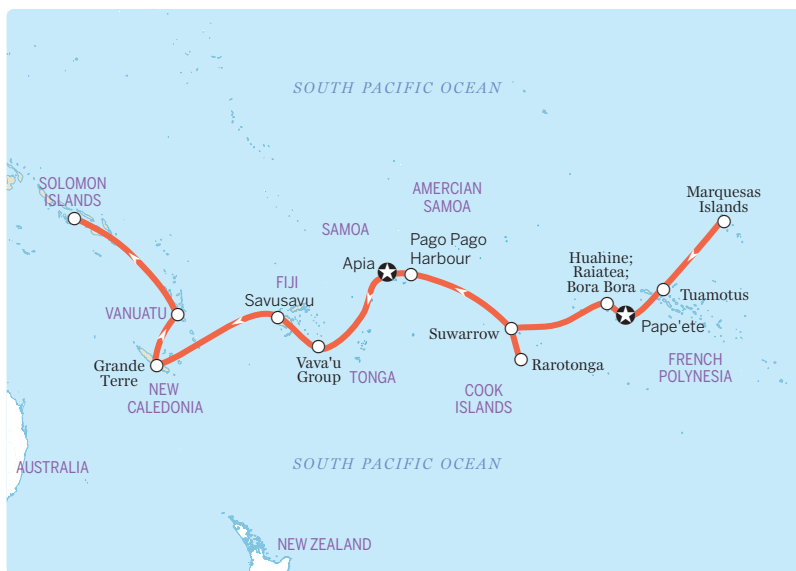 SOUTH PACIFIC OCEAN
SOLOMON
ISLANDS
AMERCIAN
SAMOA
Marquesas
Islands
SAMOA
Pago Pago
Harbour
Apia
Huahine;
Raiatea;
Bora Bora
FIJI
Savusavu
Tuamotus
VANUATU
Pape'ete
Suwarrow
Grande
Terre
Vava'u
Group
TONGA
Rarotonga
FRENCH
POLYNESIA
NEW
CALEDONIA
COOK
ISLANDS
AUSTRALIA
SOUTH PACIFIC OCEAN
NEW ZEALAND